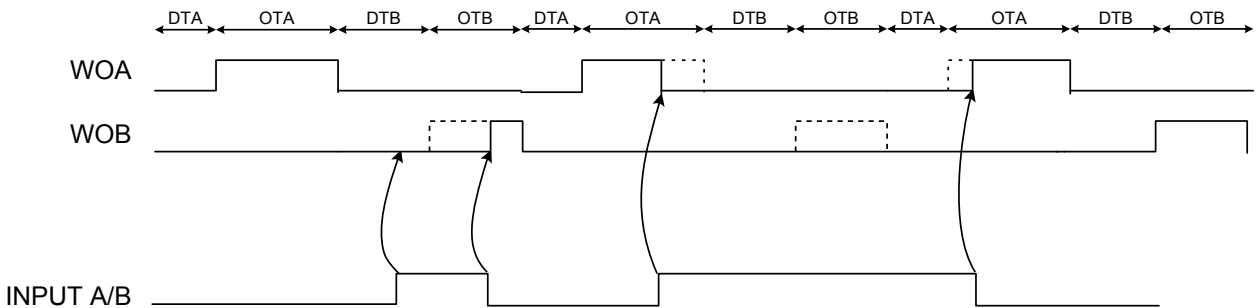 DTA OTA DTB OTB DTA OTA DTB OTB DTA OTA DTB OTB
WOA
WOB
INPUT A/B